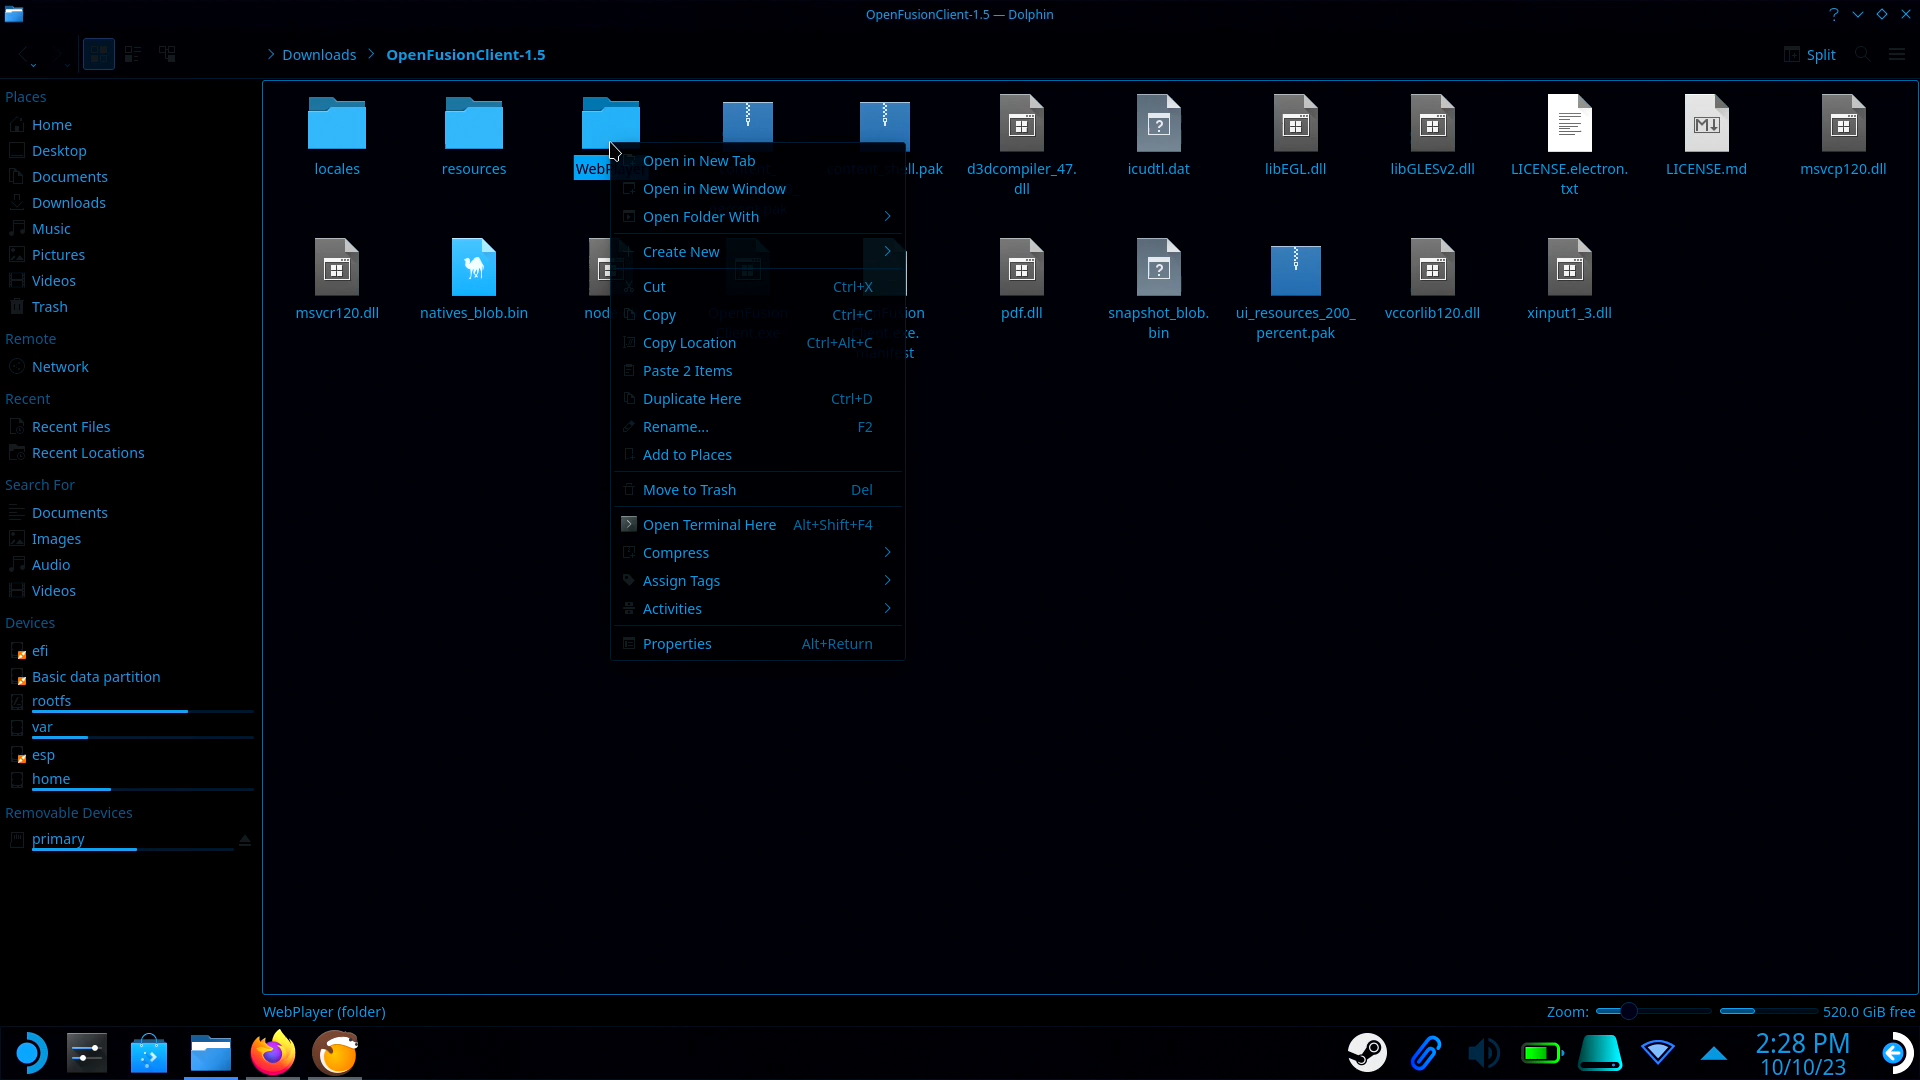 OpenFusionClient-1.5 — Dolphin
Downloads
OpenFusionClient-1.5
Split
Places
Home
Desktop
Documents
Downloads
Music
Pictures
Videos
Trash
Remote
Network
Recent
Recent Files
Recent Locations
Search For
Documents
Images
Audio
Videos
Devices
efi
Basic data partition
rootfs
var
esp
home
Removable Devices
primary
locales
resources
d3dcompiler_47.
dll
icudtl.dat
libEGL.dll
libGLESv2.dll
LICENSE.electron.
txt
LICENSE.md
msvcp120.dll
msvcr120.dll
natives_blob.bin
pdf.dll
snapshot_blob.
bin
ui_resources_200_
percent.pak
vccorlib120.dll
xinput1_3.dll
Open in New Tab
Open in New Window
Open Folder With
Create New
Cut Ctrl+X
Copy Ctrl+C
Copy Location Ctrl+Alt+C
Paste 2 Items
Duplicate Here Ctrl+D
Rename... F2
Add to Places
Move to Trash Del
Open Terminal Here Alt+Shift+F4
Compress
Assign Tags
Activities
Properties Alt+Return
WebPlayer (folder)
Zoom:
520.0 GiB free
2:28 PM
10/10/23